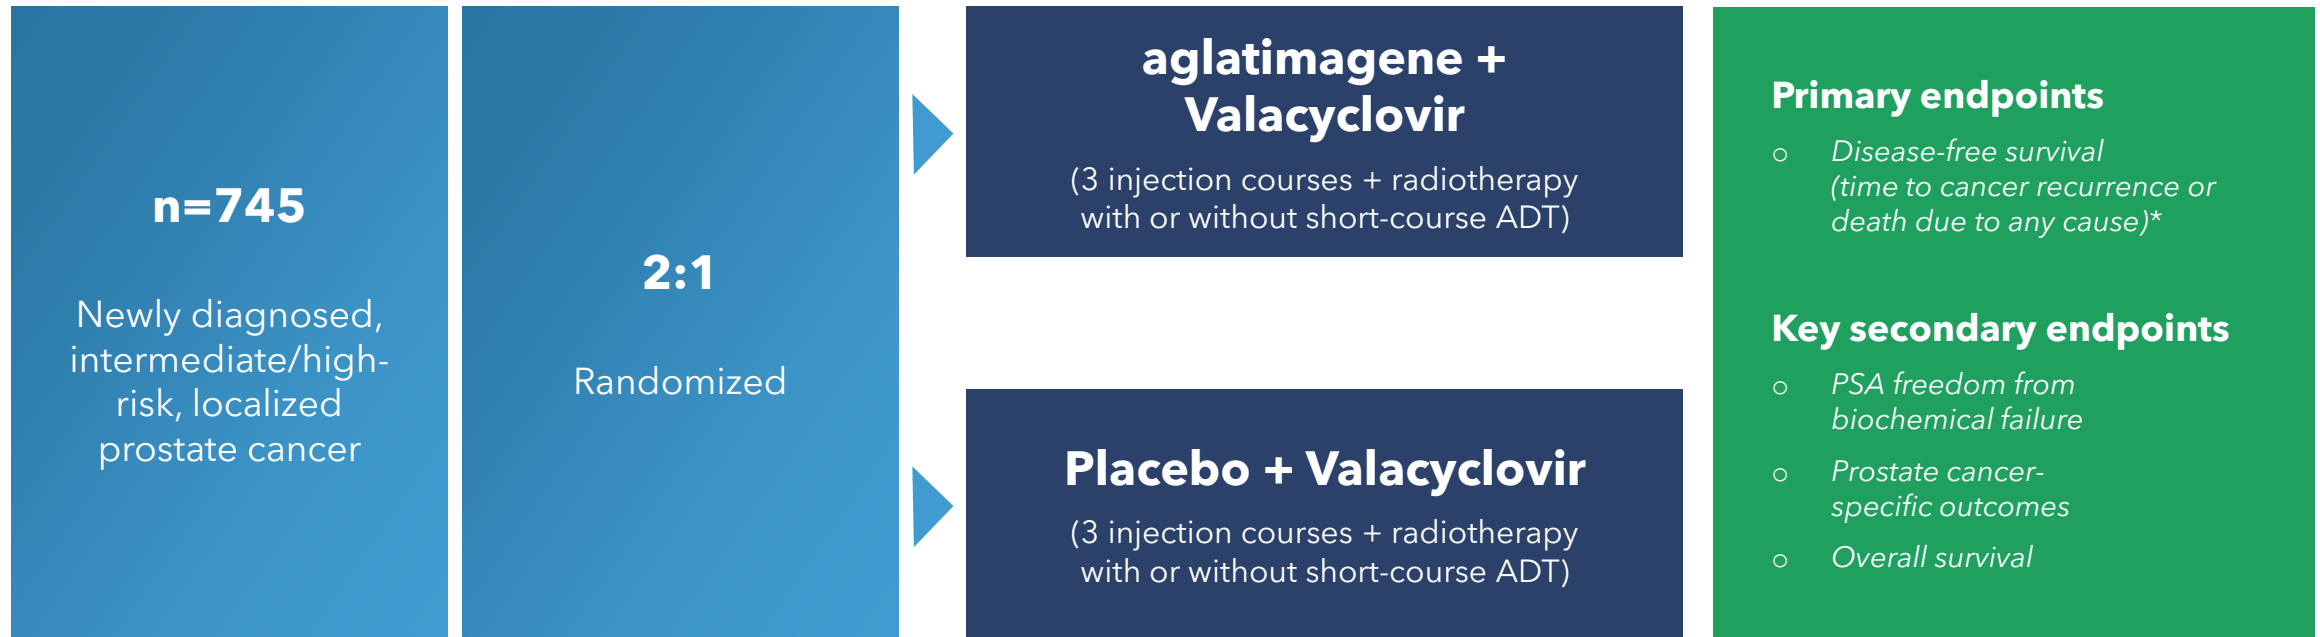 n=745
Newly diagnosed,
intermediate/high-
risk, localized
prostate cancer
2:1
Randomized
aglatimagene +
Valacyclovir
(3 injection courses + radiotherapy
with or without short-course ADT)
Placebo + Valacyclovir
(3 injection courses + radiotherapy
with or without short-course ADT)
Primary endpoints
o Disease-free survival
(time to cancer recurrence or
death due to any cause)*
Key secondary endpoints
o PSA freedom from
biochemical failure
o Prostate cancer-
specific outcomes
o Overall survival